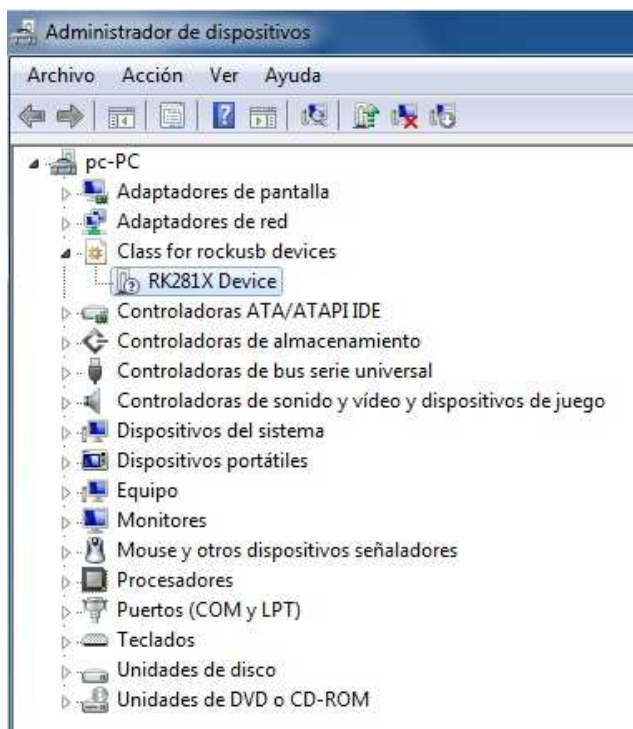 Administrador de dispositivos
Archivo Acción Ver Ayuda
pc-PC
Adaptadores de pantalla
Adaptadores de red
Class for rockusb devices
RK281X Device
Controladoras ATA/ATAPI IDE
Controladoras de almacenamiento
Controladoras de bus serie universal
Controladoras de sonido y vídeo y dispositivos de juego
Dispositivos del sistema
Dispositivos portátiles
Equipo
Monitores
Mouse y otros dispositivos señaladores
Procesadores
Puertos (COM y LPT)
Teclados
Unidades de disco
Unidades de DVD o CD-ROM